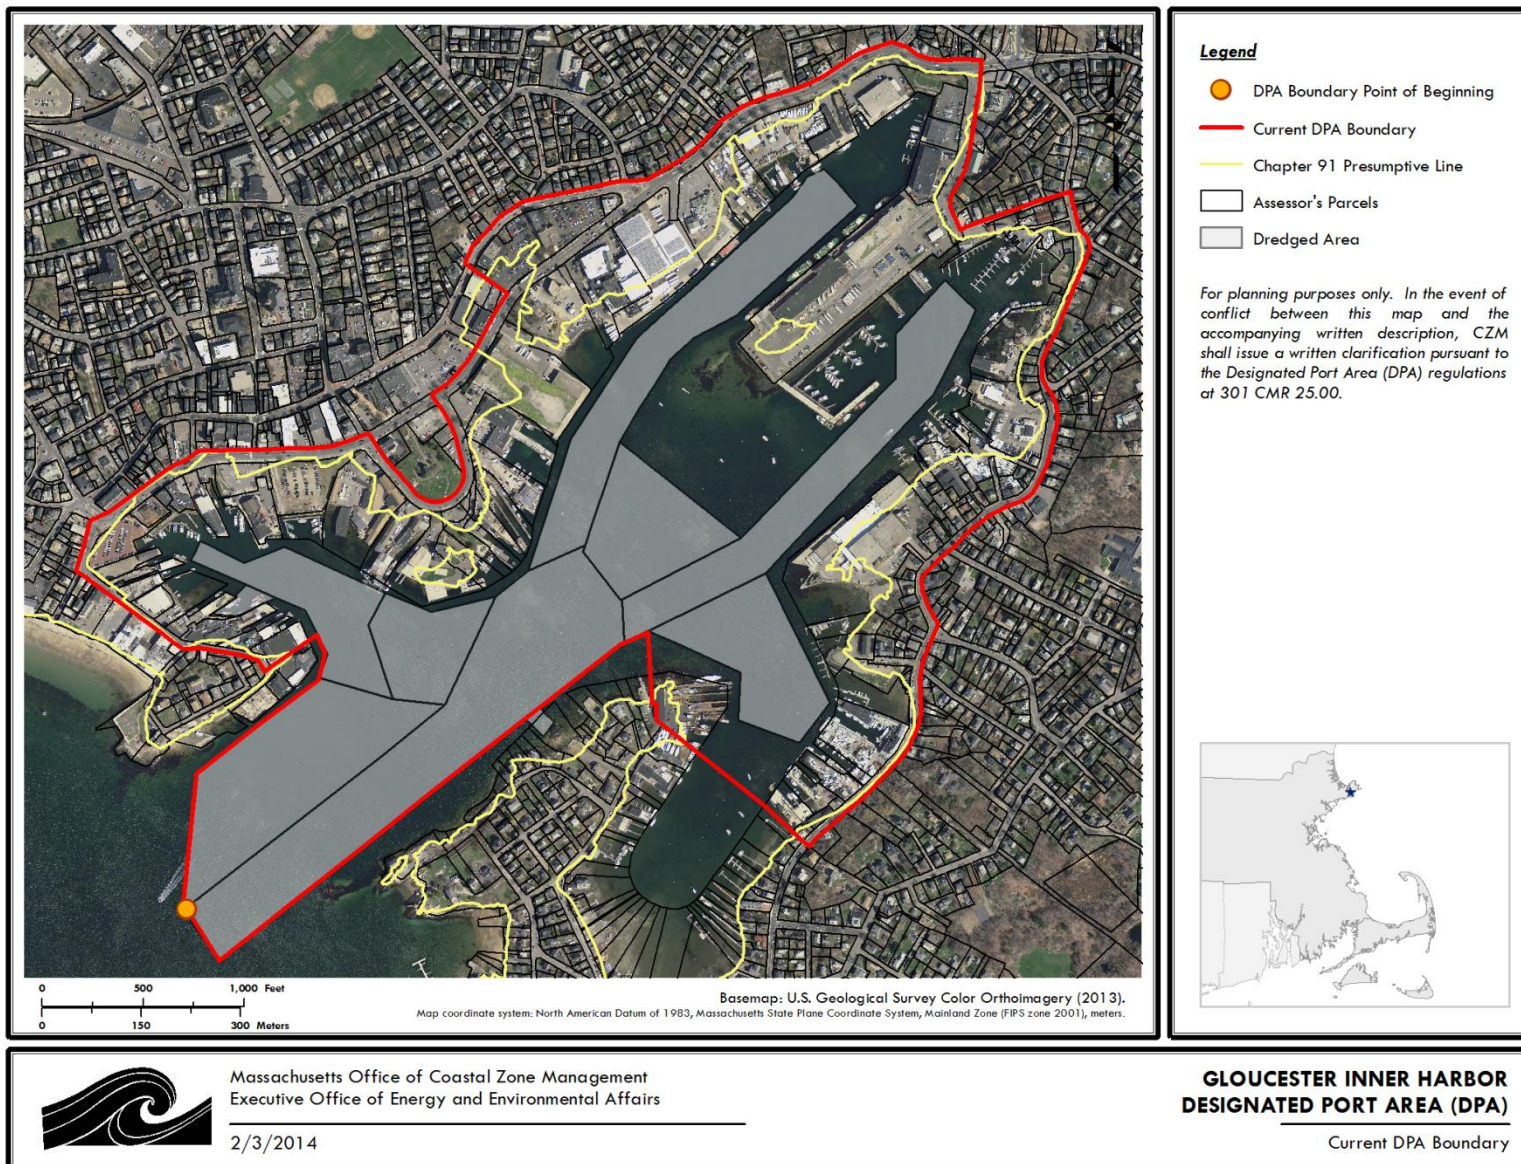 Legend
DPA Boundary Point of Beginning
Current DPA Boundary
Chapter 91 Presumptive Line
Assessor's Parcels
Dredged Area
For planning purposes only. In the event of
conflict between this map and the
accompanying written description, CZM
shall issue a written clarification pursuant to
the Designated Port Area (DPA) regulations
at 301 CMR 25.00.
0 500 1,000 Feet
0 150 300 Meters
Basemap: U.S. Geological Survey Color Orthoimagery (2013).
Map coordinate system: North American Datum of 1983, Massachusetts State Plane Coordinate System, Mainland Zone (FIPS zone 2001), meters.
Massachusetts Office of Coastal Zone Management
Executive Office of Energy and Environmental Affairs
2/3/2014
GLOUCESTER INNER HARBOR
DESIGNATED PORT AREA (DPA)
Current DPA Boundary